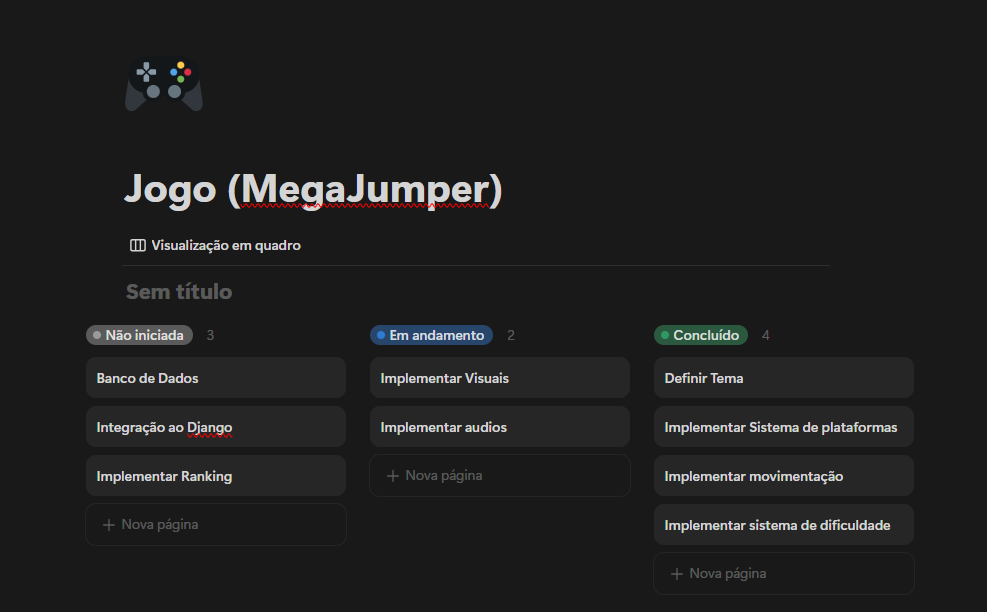 Jogo (MegaJumper)
Visualização em quadro
Sem título
Não iniciada 3
Banco de Dados
Integração ao Django
Implementar Ranking
+ Nova página
Em andamento 2
Implementar Visuais
Implementar audios
+ Nova página
Concluído 4
Definir Tema
Implementar Sistema de plataformas
Implementar movimentação
Implementar sistema de dificuldade
+ Nova página